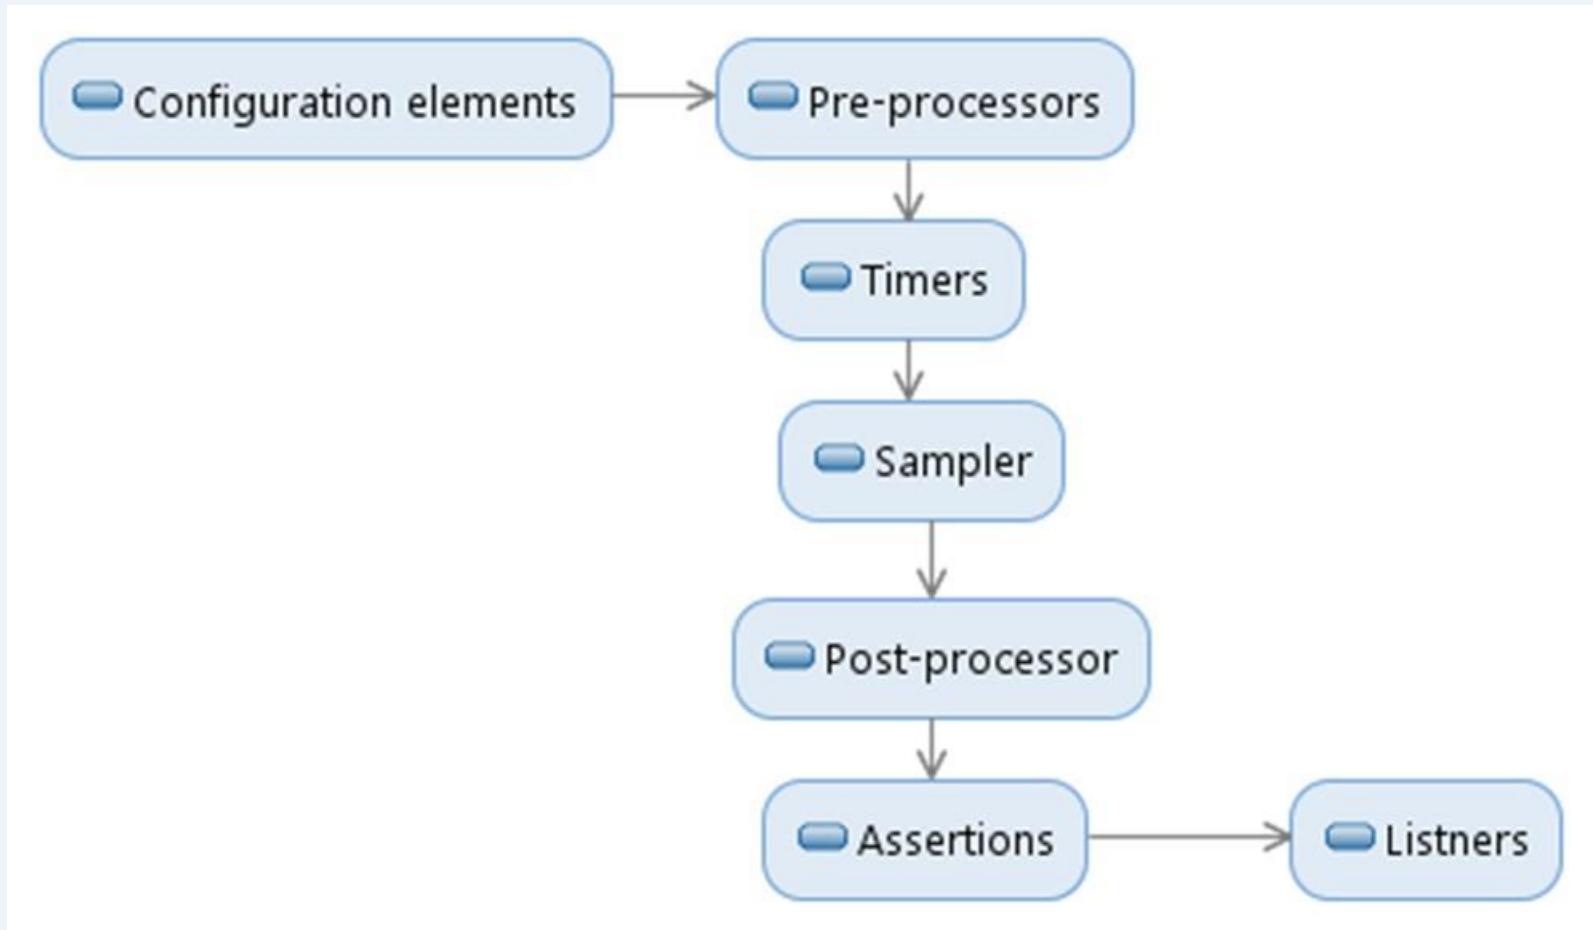 Configuration elements
Pre-processors
Timers
Sampler
Post-processor
Assertions
Listners